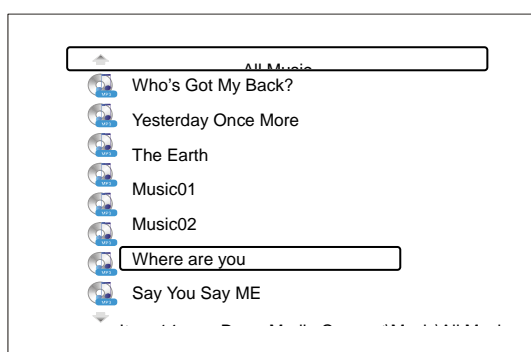 All Music
Who's Got My Back?
Yesterday Once More
The Earth
Music01
Music02
Where are you
Say You Say ME